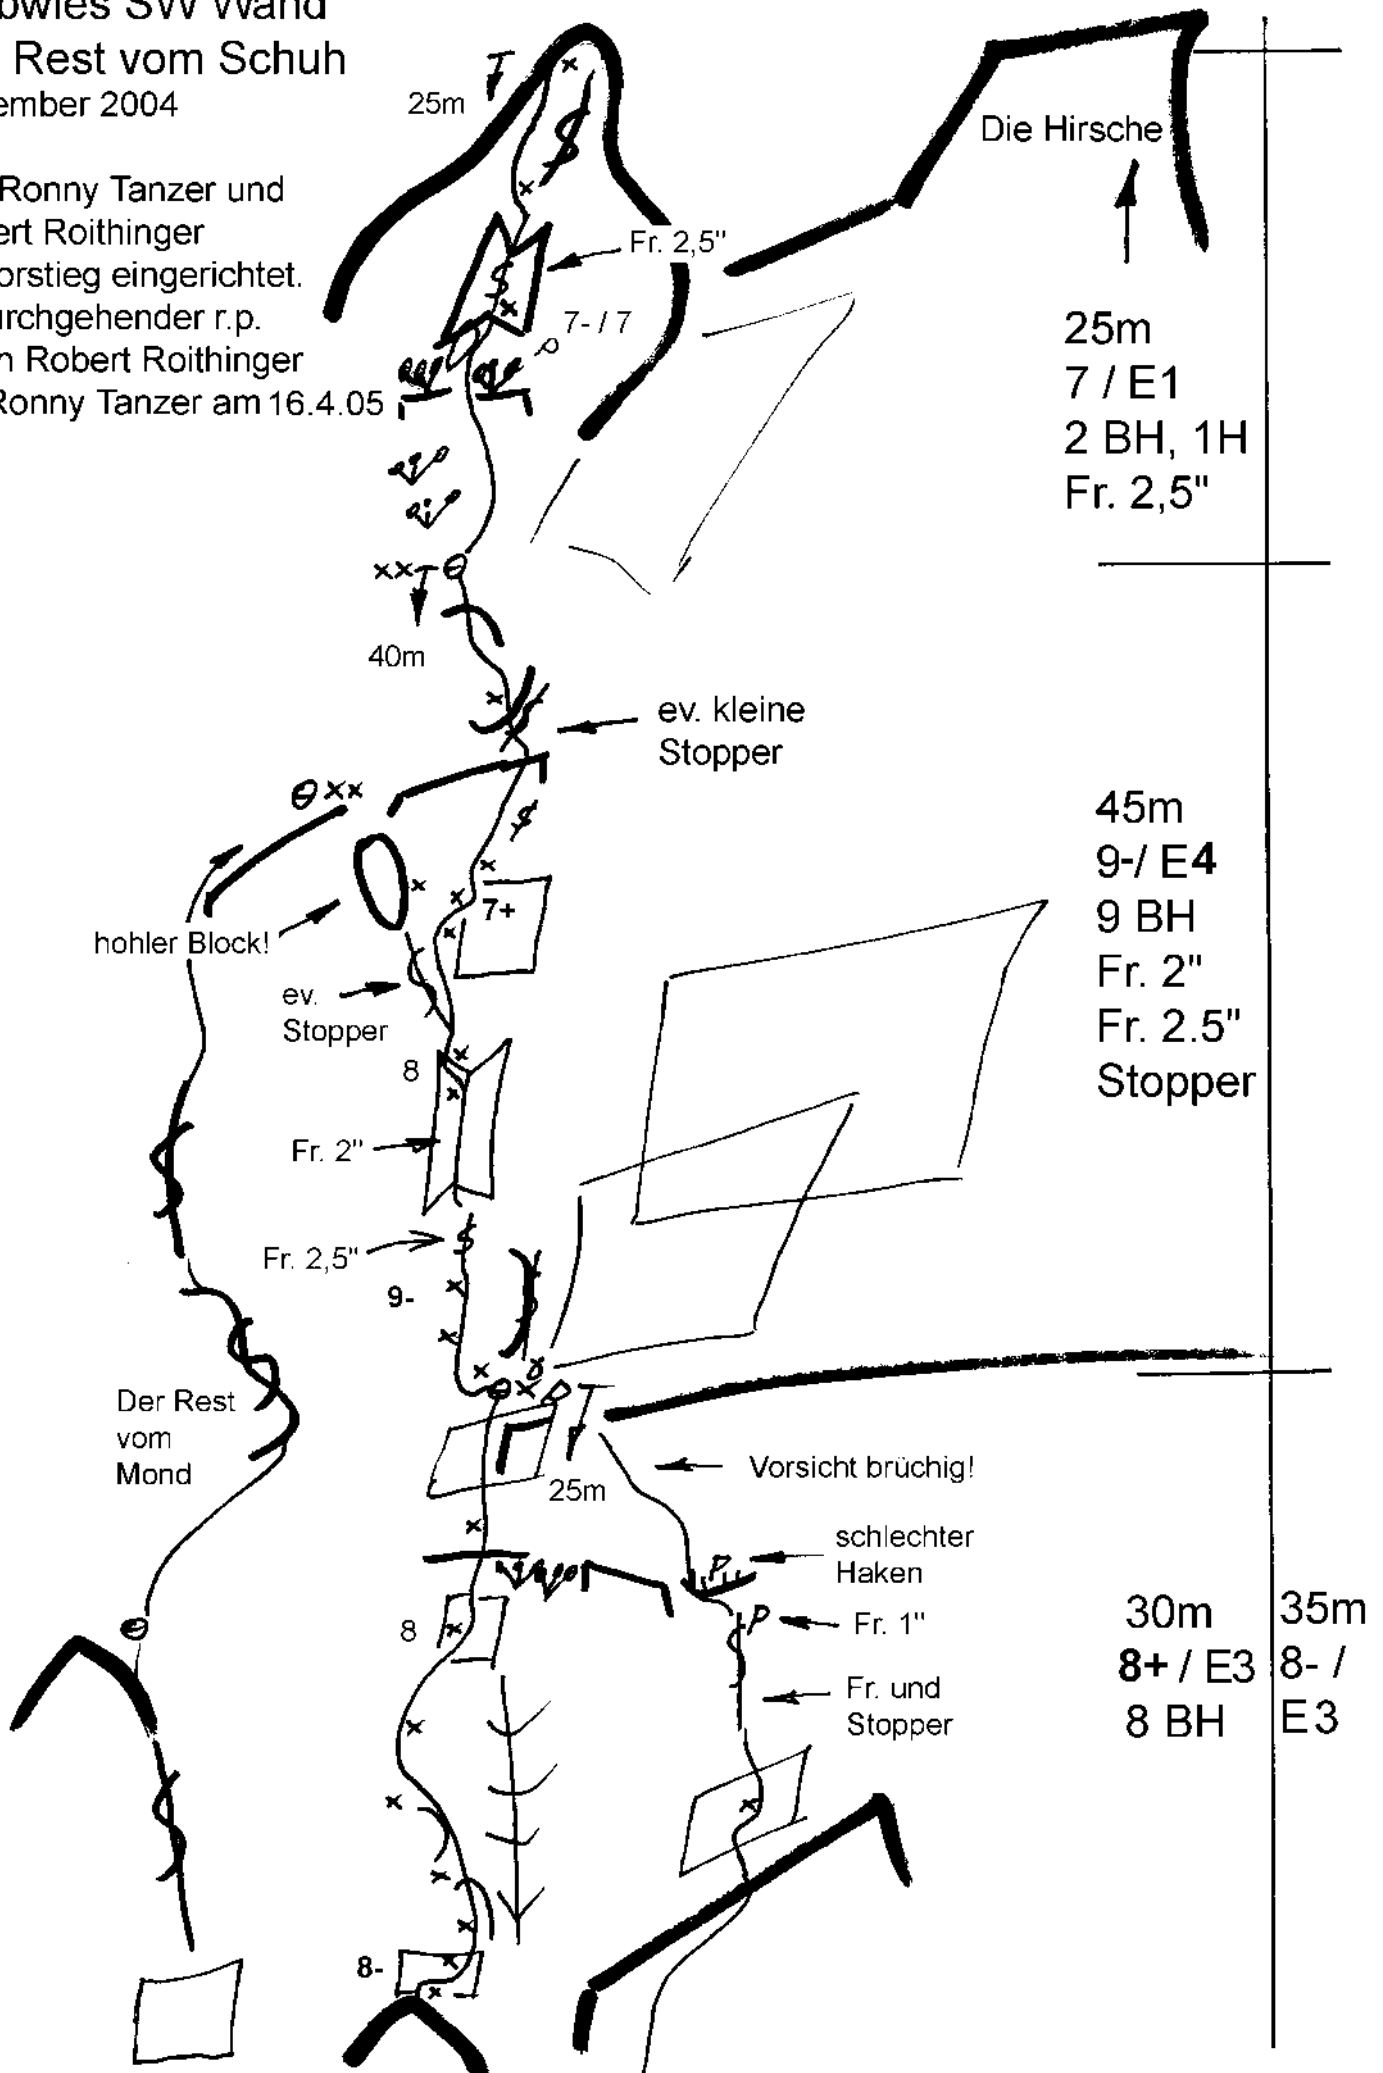 SW Wand
Rest vom Schuh
ember 2004
Ronny Tanzer und
ert Roithinger
orstieg eingerichtet.
urchgehender r.p.
n Robert Roithinger
Ronny Tanzer am 16.4.05
25m
Die Hirsche
Fr. 2,5"
7- / 7
25m
7 / E1
2 BH, 1H
Fr. 2,5"
40m
ev. kleine
Stopper
hohler Block!
7+
ev.
Stopper
45m
9-/ E4
9 BH
Fr. 2"
Fr. 2.5"
Stopper
8
Fr. 2"
Fr. 2,5"
9-
Der Rest
vom
Mond
25m
Vorsicht brüchig!
schlechter
Haken
Fr. 1"
8
Fr. und
Stopper
30m
8+ / E3
8 BH
35m
8- /
E3
8-